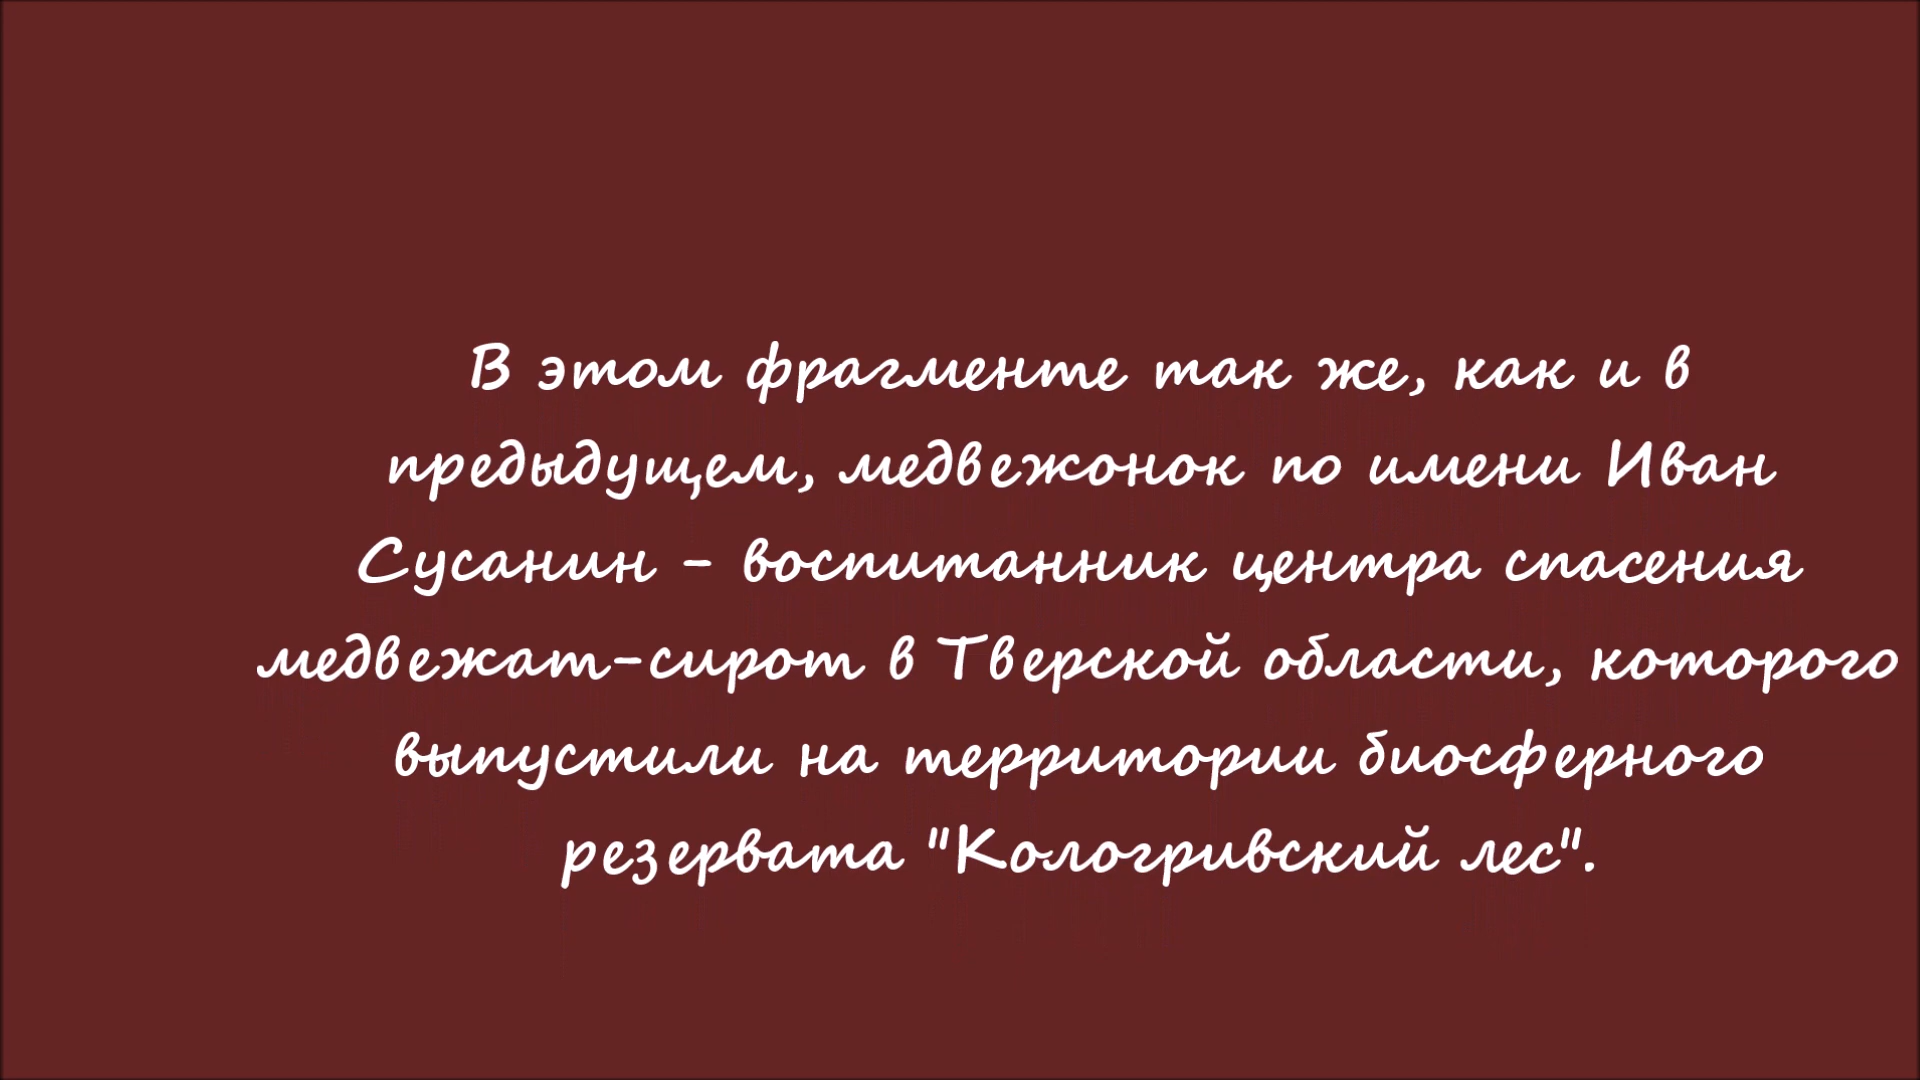 В этом фрагменте так же, как и в
предыдущем, медвежонок по имени Иван
Сусанин - воспитанник центра спасения
медвежат-сирот в Тверской области, которого
выпустили на территории биосферного
резервата "Кологривский лес".